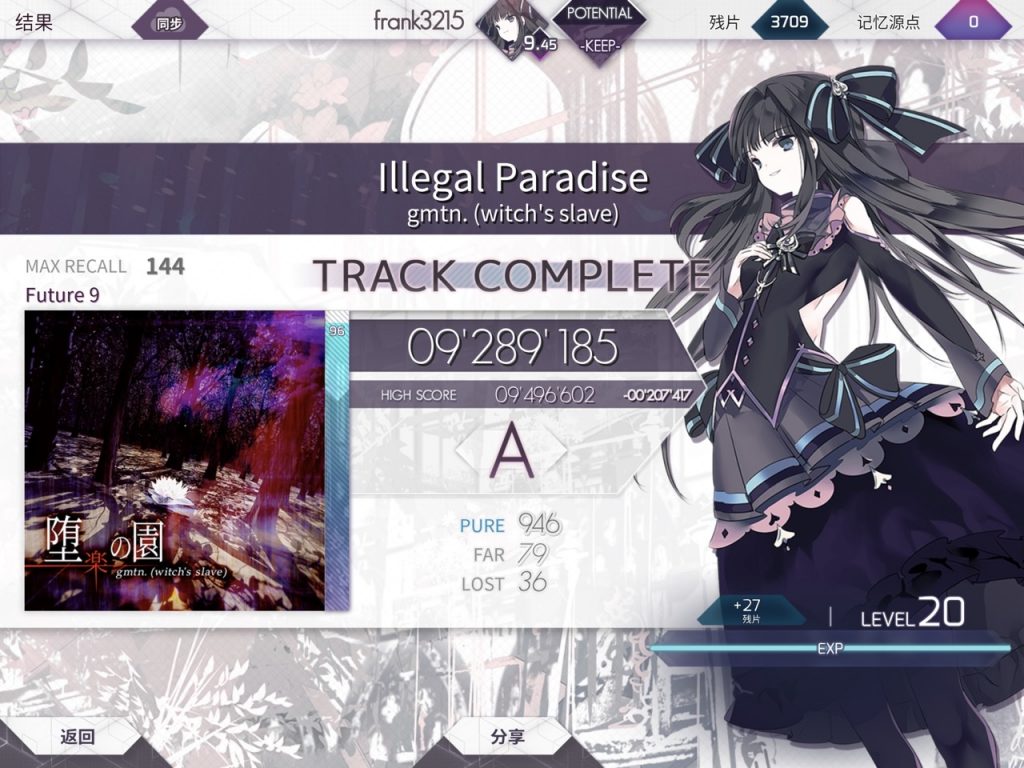 结果
同步
frank3215
9.45
POTENTIAL
-KEEP-
残片
3709
记忆源点
0
Illegal Paradise
gmtn. (witch's slave)
MAX RECALL 144
TRACK COMPLETE
Future 9
96
09'289'185
HIGH SCORE 09'496'602 -00'207'417
A
PURE 946
FAR 79
LOST 36
堕楽の園
gmtn. (witch's slave)
+27
残片
LEVEL 20
EXP
返回
分享